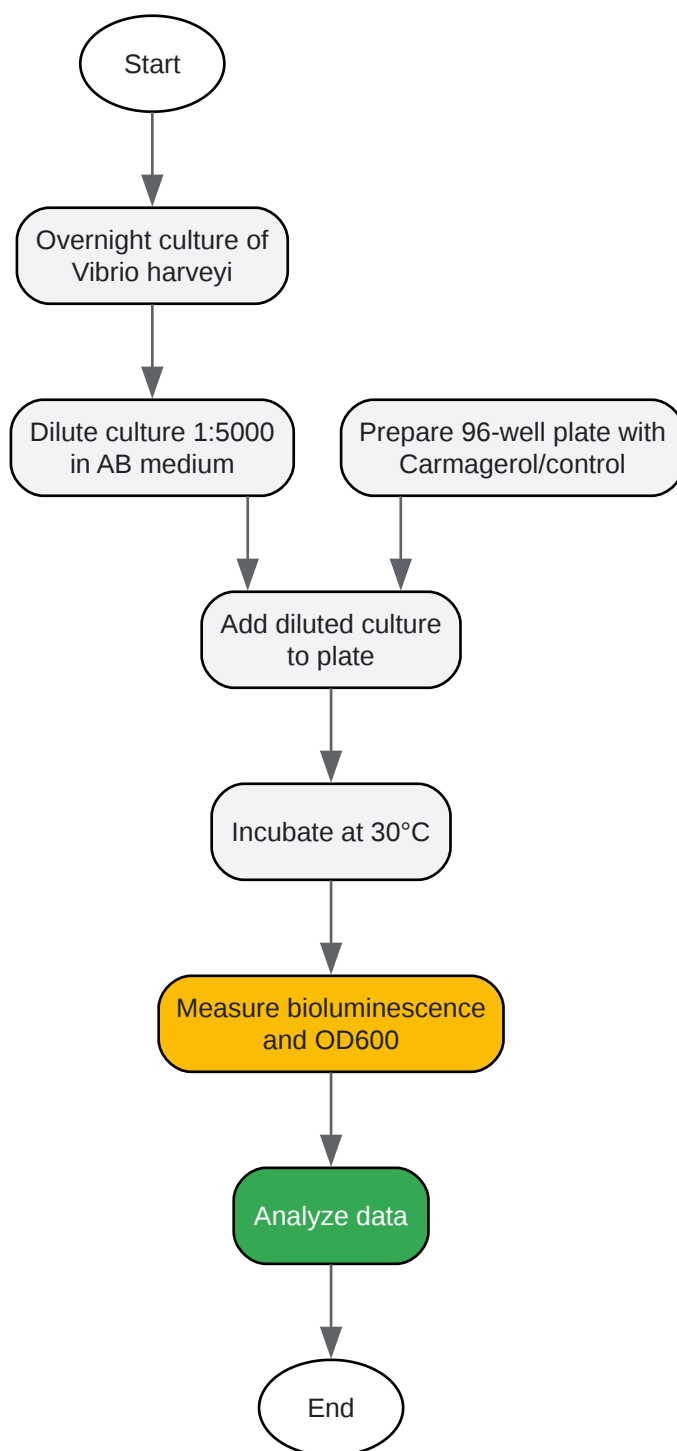 Start
Overnight culture of
Vibrio harveyi
Dilute culture 1:5000
in AB medium
Prepare 96-well plate with
Carmagerol/control
Add diluted culture
to plate
Incubate at 30°C
Measure bioluminescence
and OD600
Analyze data
End